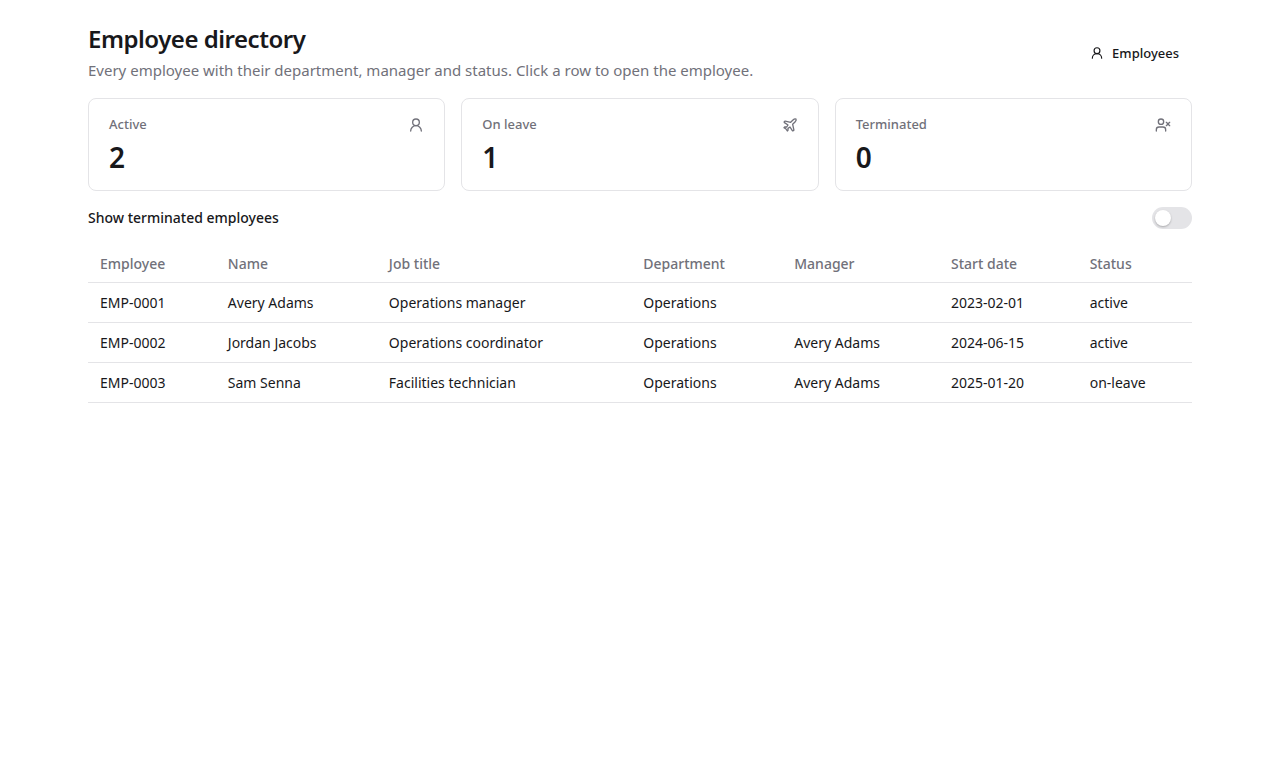 Employee directory
Employees
Every employee with their department, manager and status. Click a row to open the employee.
Active On leave Terminated
2 1 0
Show terminated employees
Employee Name Job title Department Manager Start date Status
EMP-0001 Avery Adams Operations manager Operations 2023-02-01 active
EMP-0002 Jordan Jacobs Operations coordinator Operations Avery Adams 2024-06-15 active
EMP-0003 Sam Senna Facilities technician Operations Avery Adams 2025-01-20 on-leave